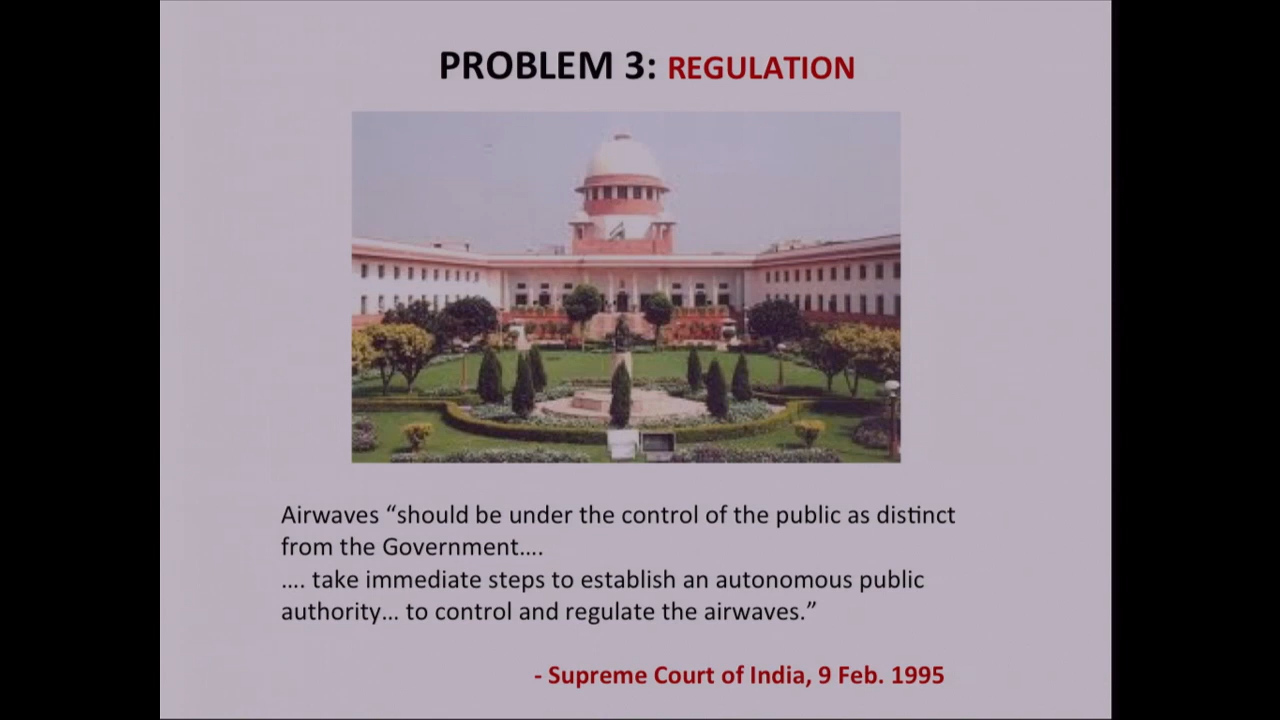 PROBLEM 3: REGULATION
Airwaves “should be under the control of the public as distinct
from the Government....
.... take immediate steps to establish an autonomous public
authority... to control and regulate the airwaves.”
- Supreme Court of India, 9 Feb. 1995